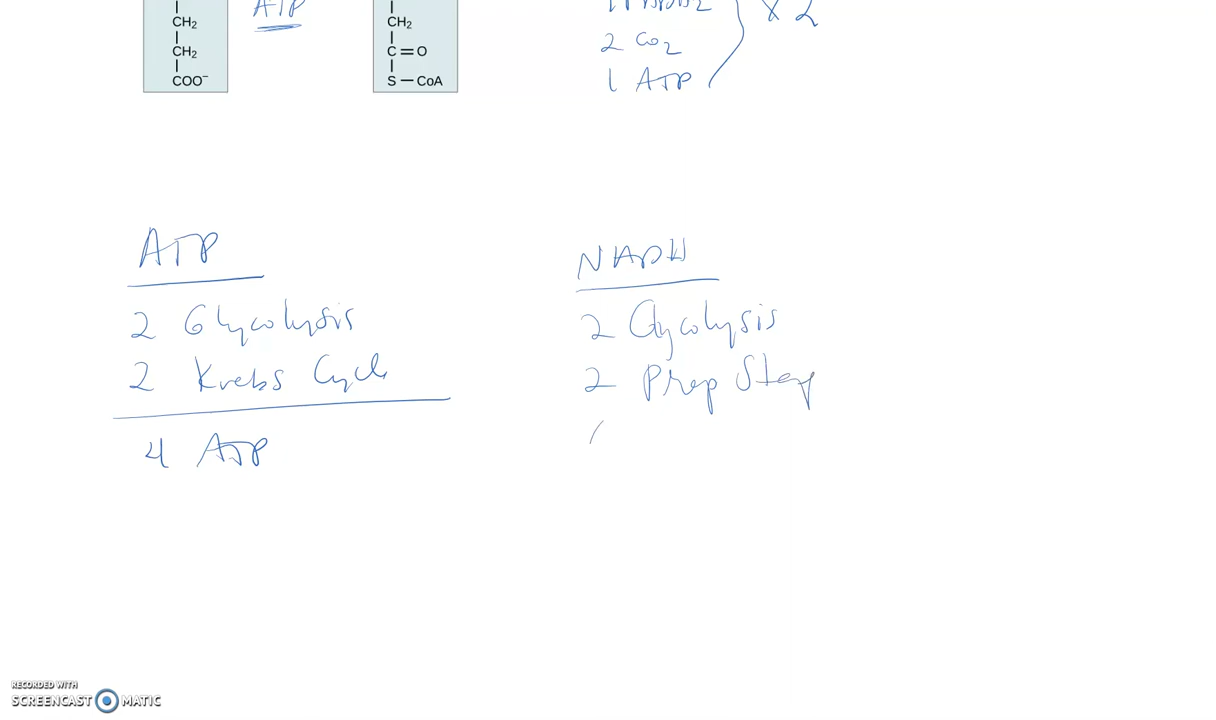 ATP
CH₂
CH₂
COO⁻
CH₂
C=O
S—CoA
x 2
2 CO₂
1 ATP
ATP
2 Glycolysis
2 Krebs Cycle
4 ATP
NADH
2 Glycolysis
2 Prep Step
RECORDED WITH
SCREENCAST MATIC